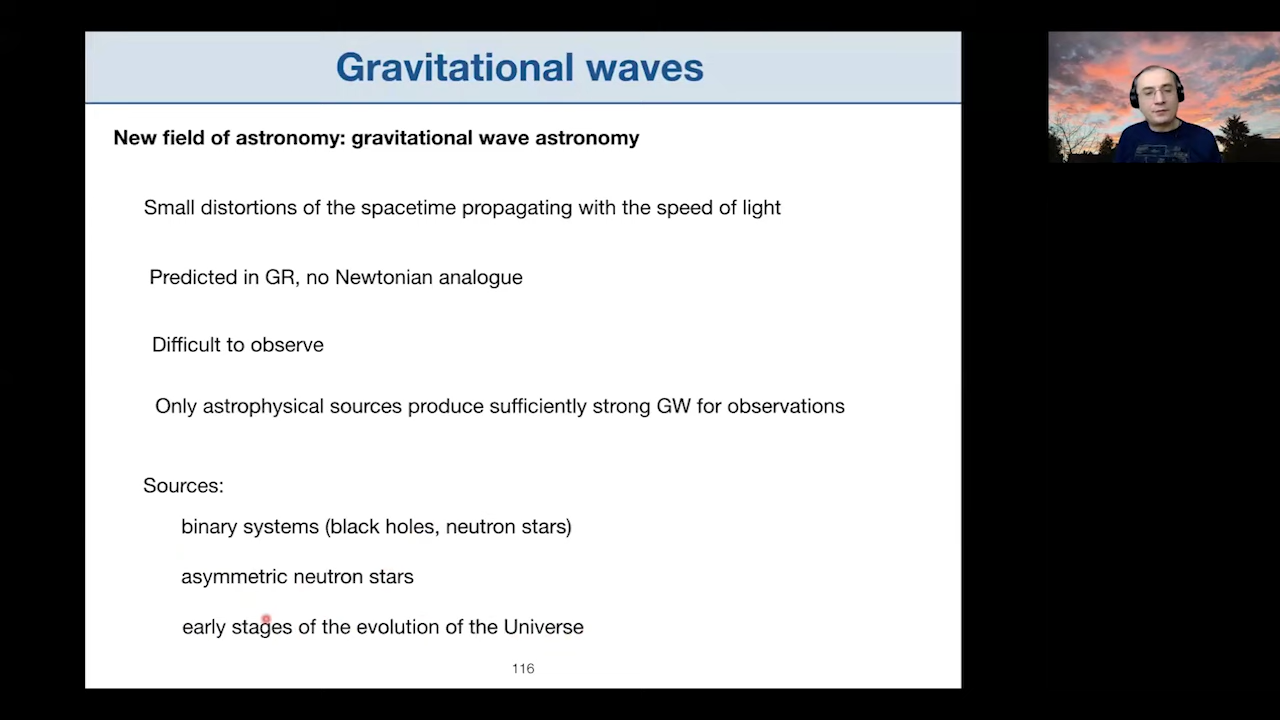 Gravitational waves
New field of astronomy: gravitational wave astronomy
Small distortions of the spacetime propagating with the speed of light
Predicted in GR, no Newtonian analogue
Difficult to observe
Only astrophysical sources produce sufficiently strong GW for observations
Sources:
binary systems (black holes, neutron stars)
asymmetric neutron stars
early stages of the evolution of the Universe
116